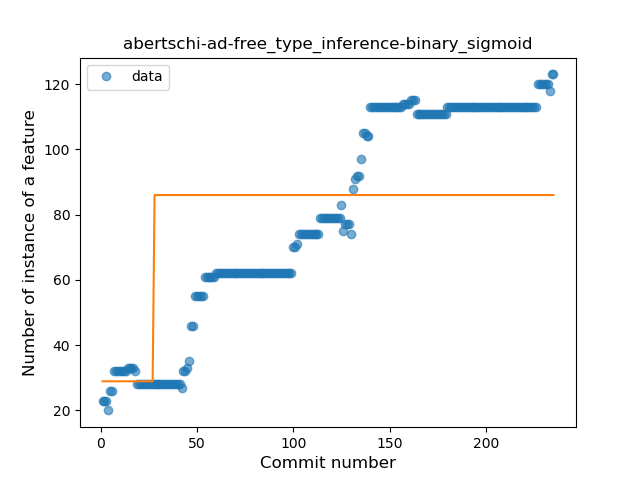 abertschi-ad-free_type_inference-binary_sigmoid
data
Number of instance of a feature
120
100
80
60
40
20
0
50
100
150
200
Commit number